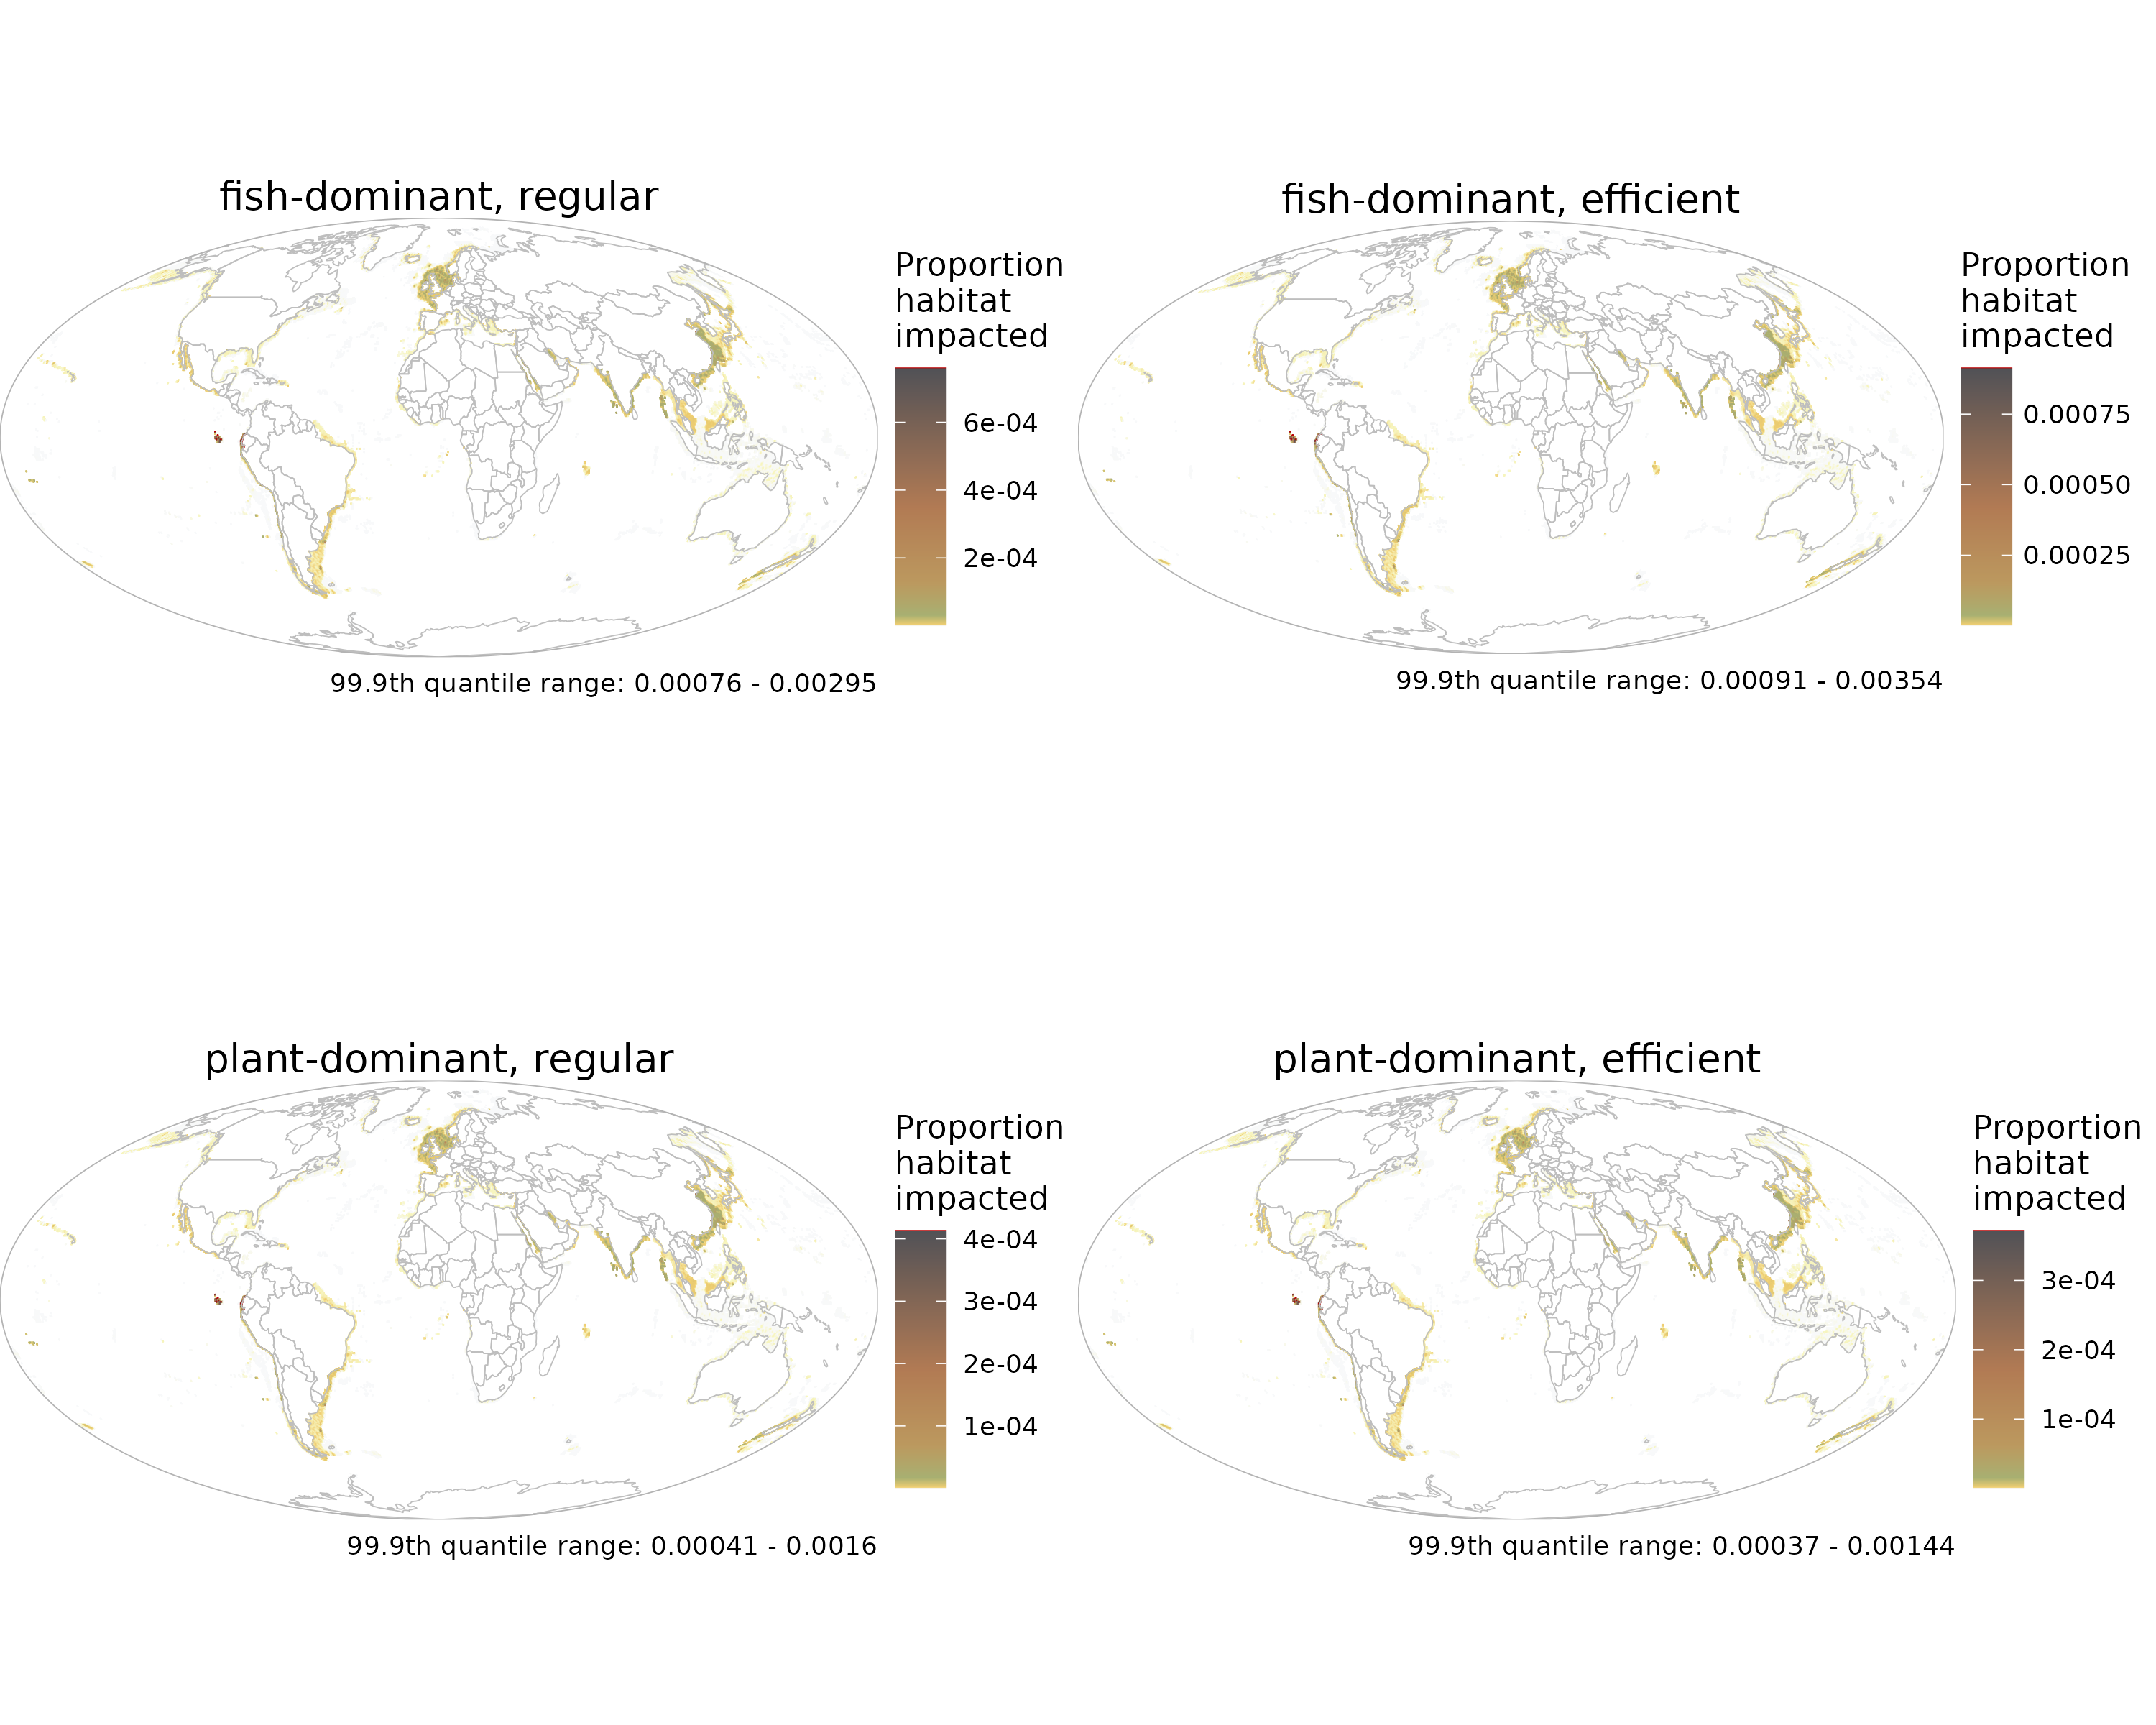 fish-dominant, regular
Proportion
habitat
impacted
6e-04
4e-04
2e-04
99.9th quantile range: 0.00076 - 0.00295
fish-dominant, efficient
Proportion
habitat
impacted
0.00075
0.00050
0.00025
99.9th quantile range: 0.00091 - 0.00354
plant-dominant, regular
Proportion
habitat
impacted
4e-04
3e-04
2e-04
1e-04
99.9th quantile range: 0.00041 - 0.0016
plant-dominant, efficient
Proportion
habitat
impacted
3e-04
2e-04
1e-04
99.9th quantile range: 0.00037 - 0.00144